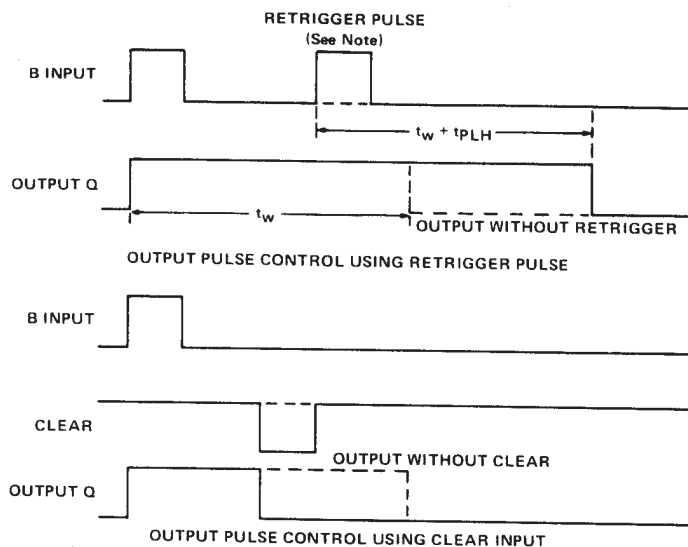 RETRIGGER PULSE
(See Note)
B INPUT
tw + tPLH
OUTPUT Q
tw
OUTPUT WITHOUT RETRIGGER
OUTPUT PULSE CONTROL USING RETRIGGER PULSE
B INPUT
CLEAR
OUTPUT WITHOUT CLEAR
OUTPUT Q
OUTPUT PULSE CONTROL USING CLEAR INPUT